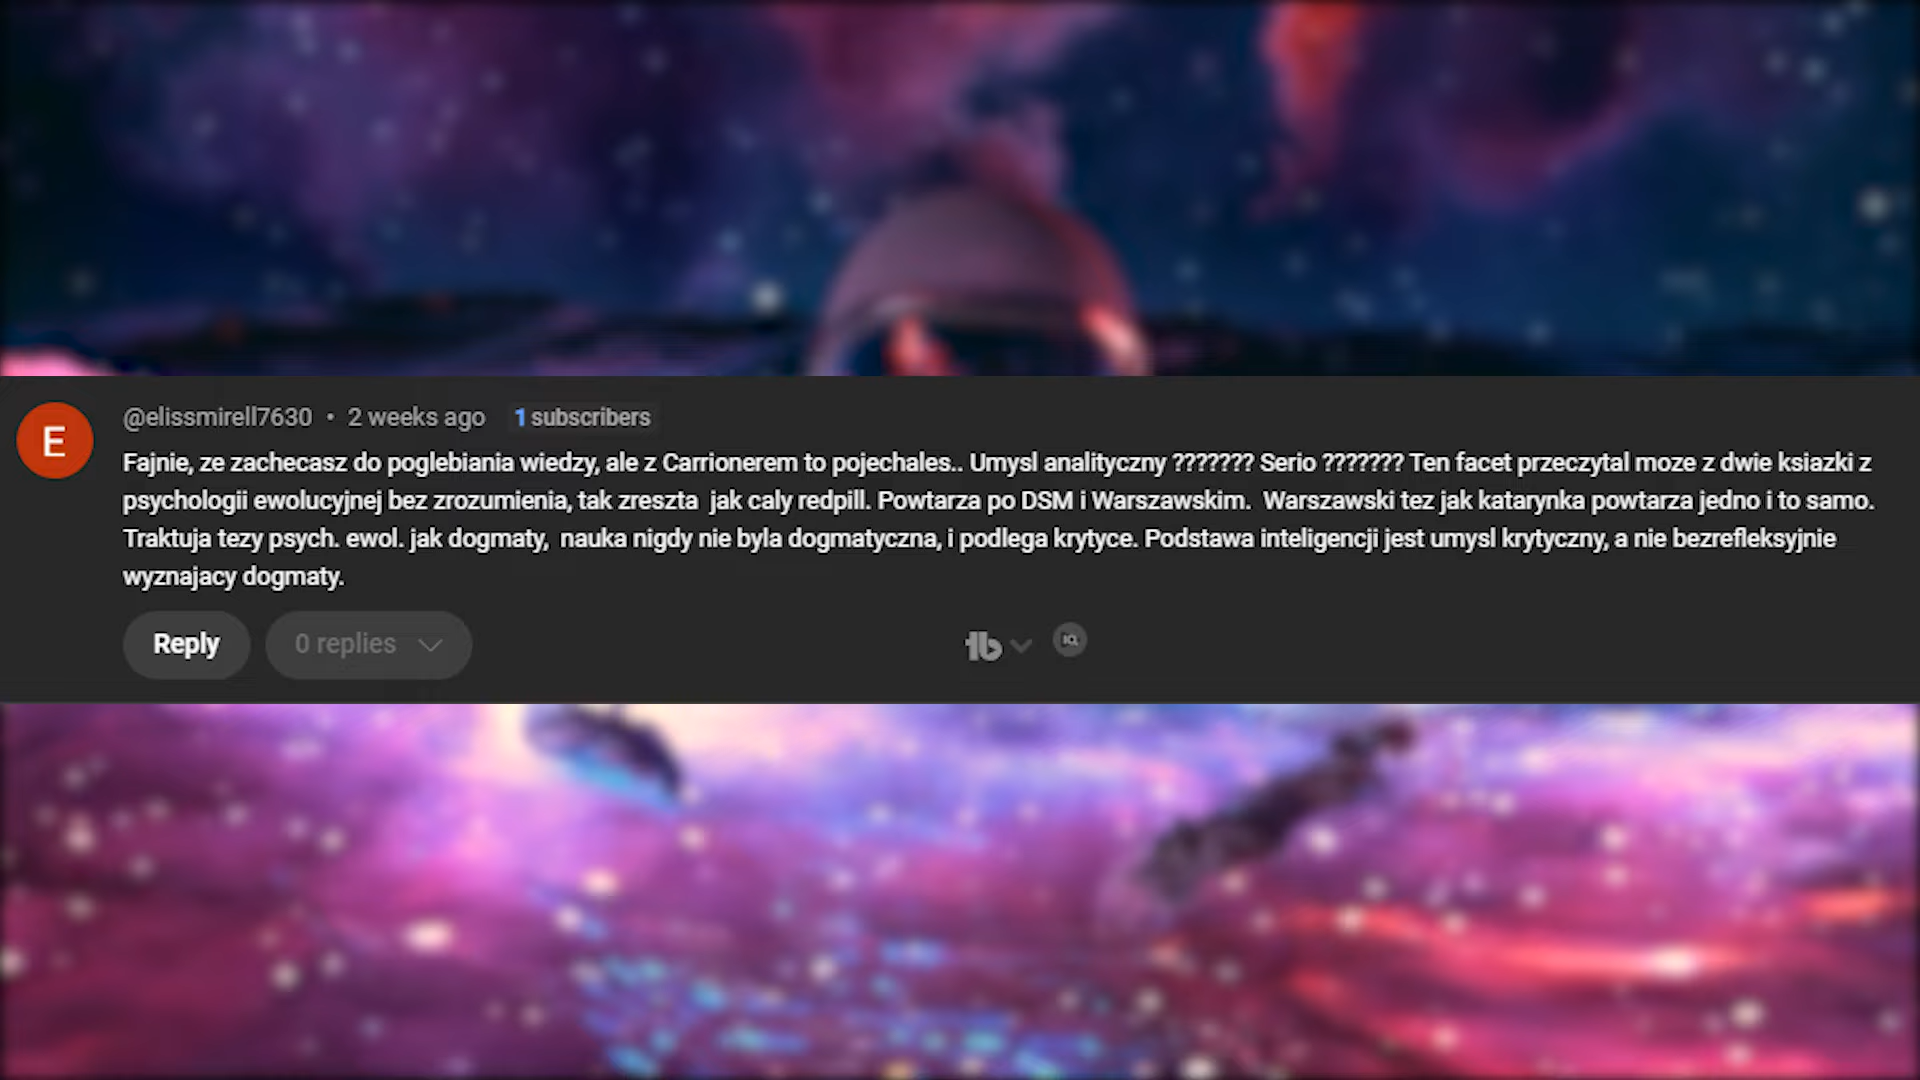 E
@elissmirell7630 • 2 weeks ago 1 subscribers
Fajnie, ze zachecasz do poglebiania wiedzy, ale z Carrionerem to pojechales.. Umysl analityczny ??????? Serio ??????? Ten facet przeczytal moze z dwie ksiazki z
psychologii ewolucyjnej bez zrozumienia, tak zreszta  jak caly redpill. Powtarza po DSM i Warszawskim.  Warszawski tez jak katarynka powtarza jedno i to samo.
Traktuja tezy psych. ewol. jak dogmaty,  nauka nigdy nie byla dogmatyczna, i podlega krytyce. Podstawa inteligencji jest umysl krytyczny, a nie bezrefleksyjnie
wyznajacy dogmaty.
Reply 0 replies tb IQ